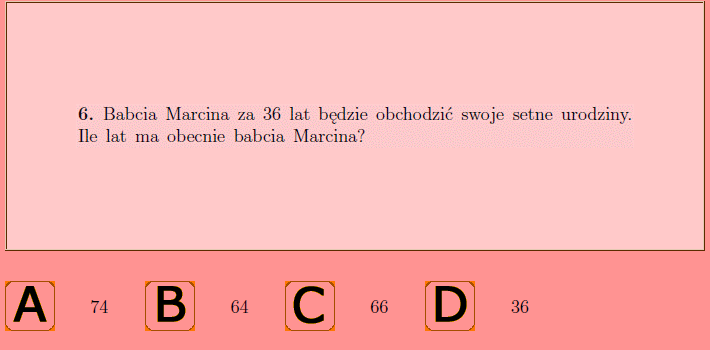 6. Babcia Marcina za 36 lat będzie obchodzić swoje setne urodziny.
Ile lat ma obecnie babcia Marcina?
A 74 B 64 C 66 D 36